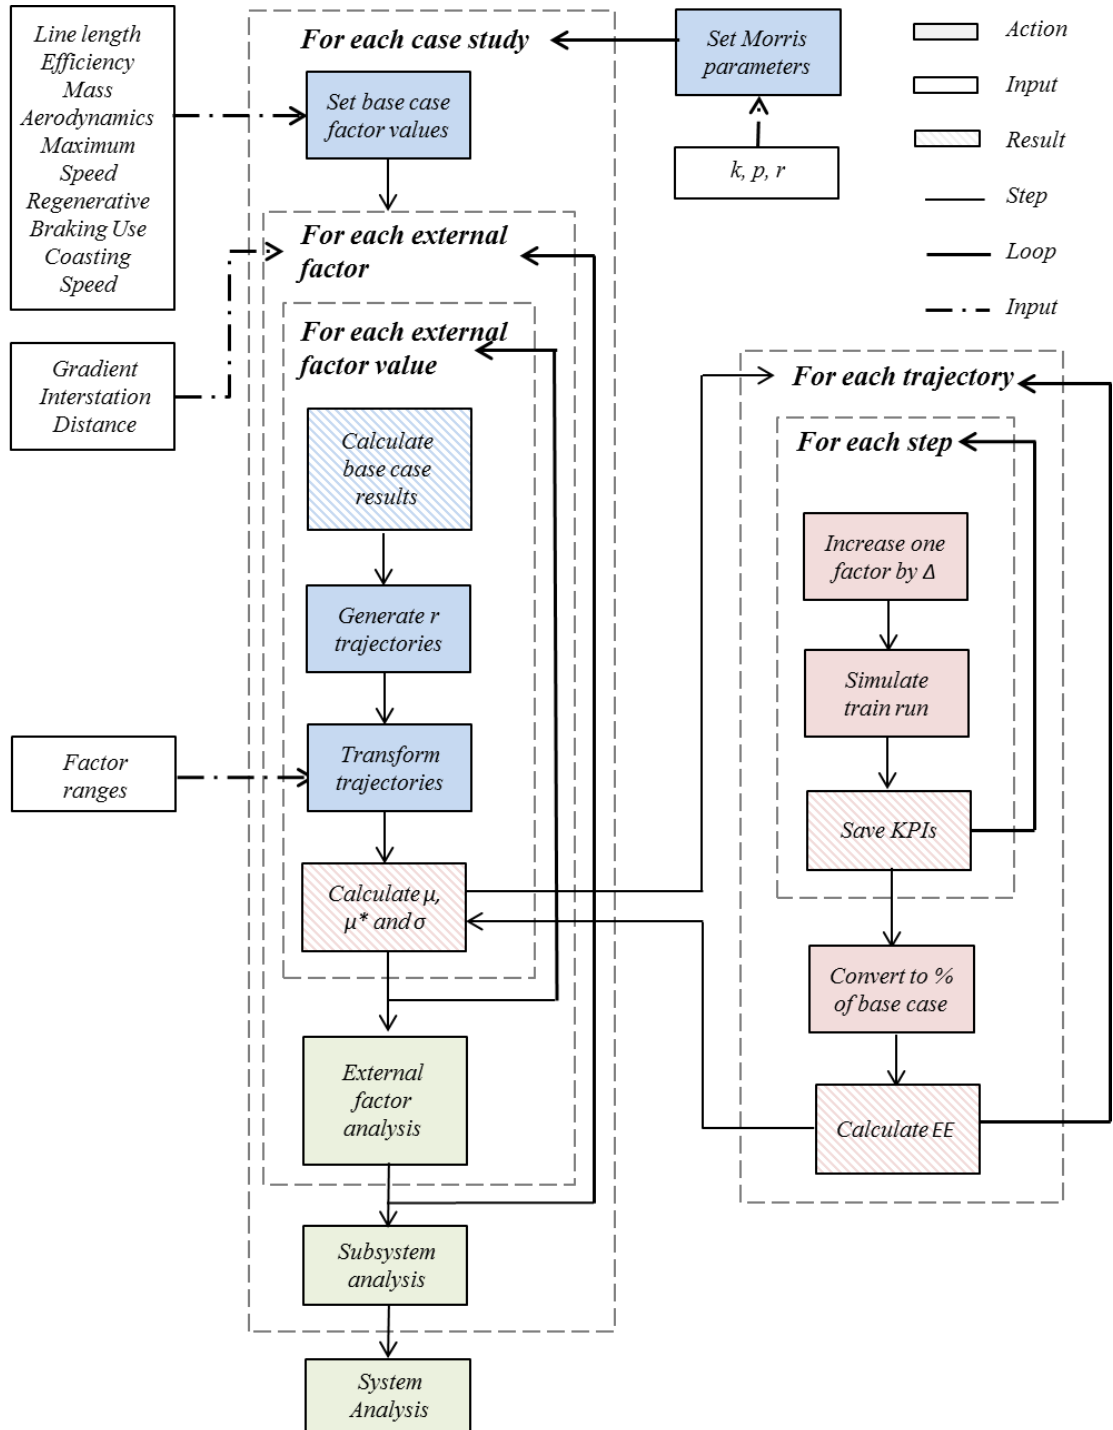 Line length
Efficiency
Mass
Aerodynamics
Maximum
Speed
Regenerative
Braking Use
Coasting
Speed
Gradient
Interstation
Distance
Factor
ranges
For each case study
Set base case
factor values
For each external
factor
For each external
factor value
Calculate
base case
results
Generate r
trajectories
Transform
trajectories
Calculate μ,
μ* and σ
External
factor
analysis
Subsystem
analysis
System
Analysis
Set Morris
parameters
k, p, r
Action
Input
Result
Step
Loop
Input
For each trajectory
For each step
Increase one
factor by Δ
Simulate
train run
Save KPIs
Convert to %
of base case
Calculate EE